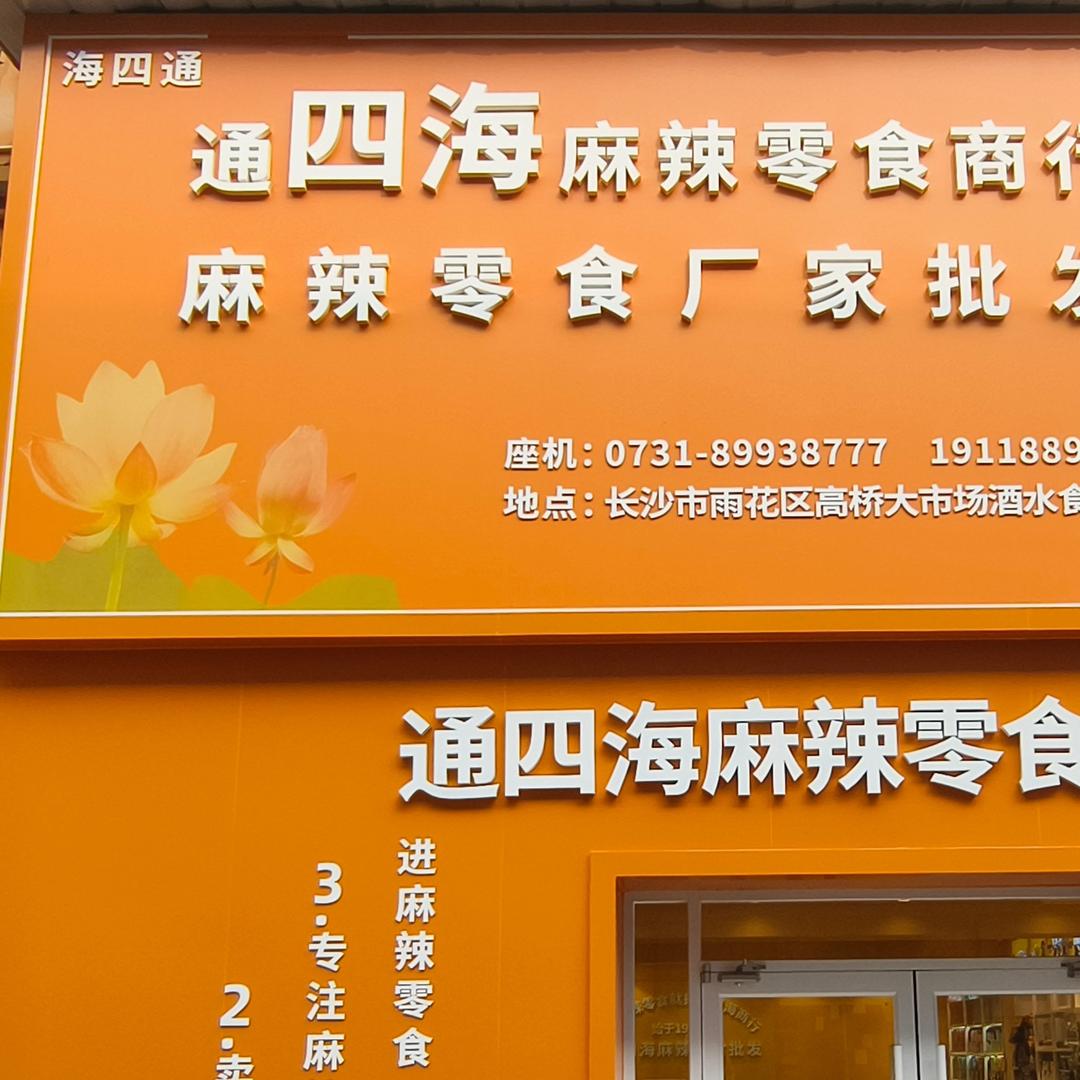 海四通
通四海麻辣零食商行
麻辣零食厂家批发
座机：0731-89938777 1911889
地点：长沙市雨花区高桥大市场酒水食
通四海麻辣零食
进麻辣零食
3.专注麻
2.卖